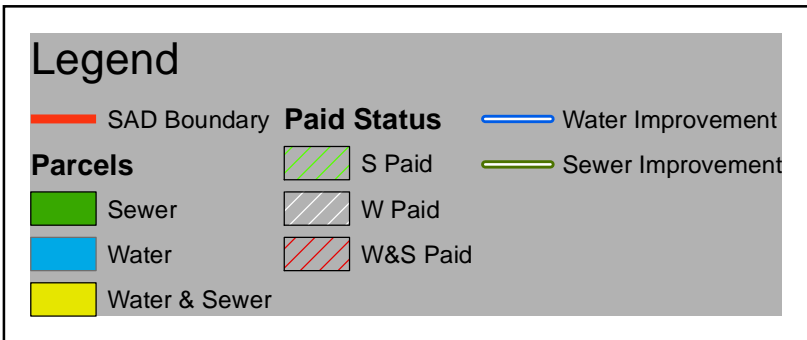 Legend
SAD Boundary
Parcels
Sewer
Water
Water & Sewer
Paid Status
S Paid
W Paid
W&S Paid
Water Improvement
Sewer Improvement